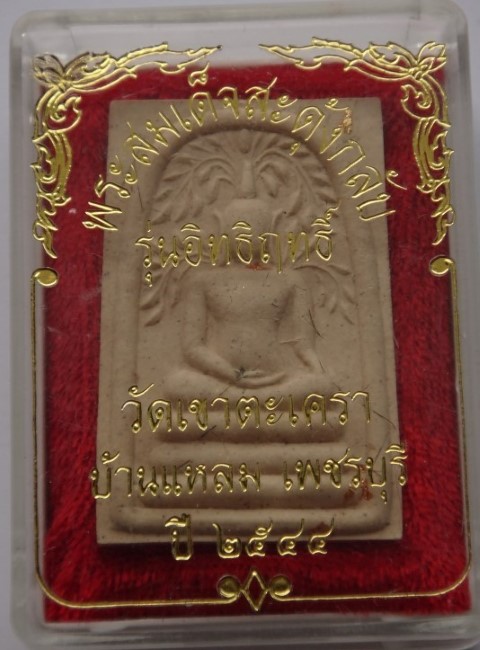 พระสมเด็จสะดุ้งกลับ
รุ่นอิทธิฤทธิ์
วัดเขาตะเครา
บ้านแหลม เพชรบุรี
ปี ๒๕๔๔